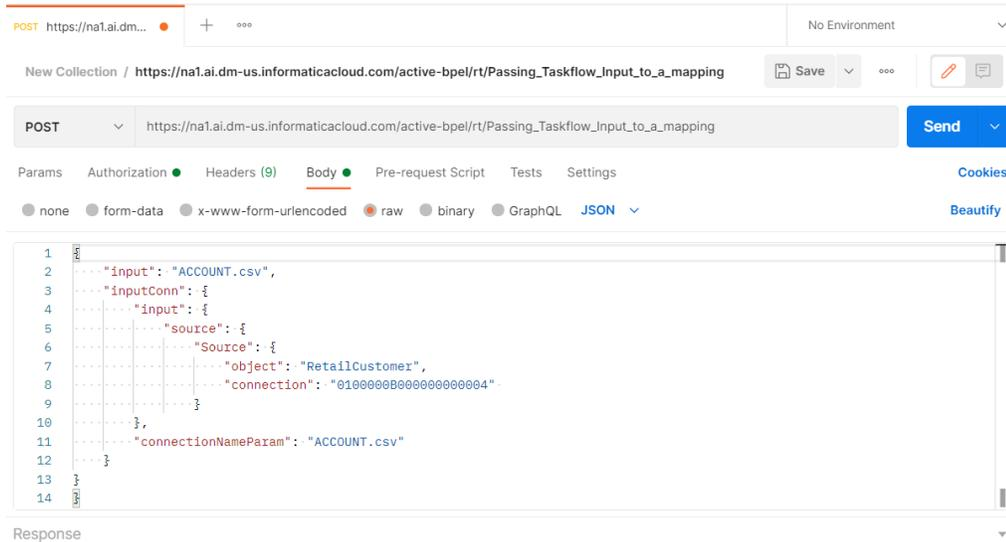 POST https://na1.ai.dm... + ooo No Environment
New Collection / https://na1.ai.dm-us.informaticacloud.com/active-bpel/rt/Passing_Taskflow_Input_to_a_mapping Save ooo
POST https://na1.ai.dm-us.informaticacloud.com/active-bpel/rt/Passing_Taskflow_Input_to_a_mapping Send
Params Authorization Headers (9) Body Pre-request Script Tests Settings Cookies
none form-data x-www-form-urlencoded raw binary GraphQL JSON Beautify
1 {
2 "input": "ACCOUNT.csv",
3 "inputConn": {
4 "input": {
5 "source": {
6 "Source": {
7 "object": "RetailCustomer",
8 "connection": "0100000B000000000004"
9 }
10 },
11 "connectionNameParam": "ACCOUNT.csv"
12 }
13 }
14 }
Response